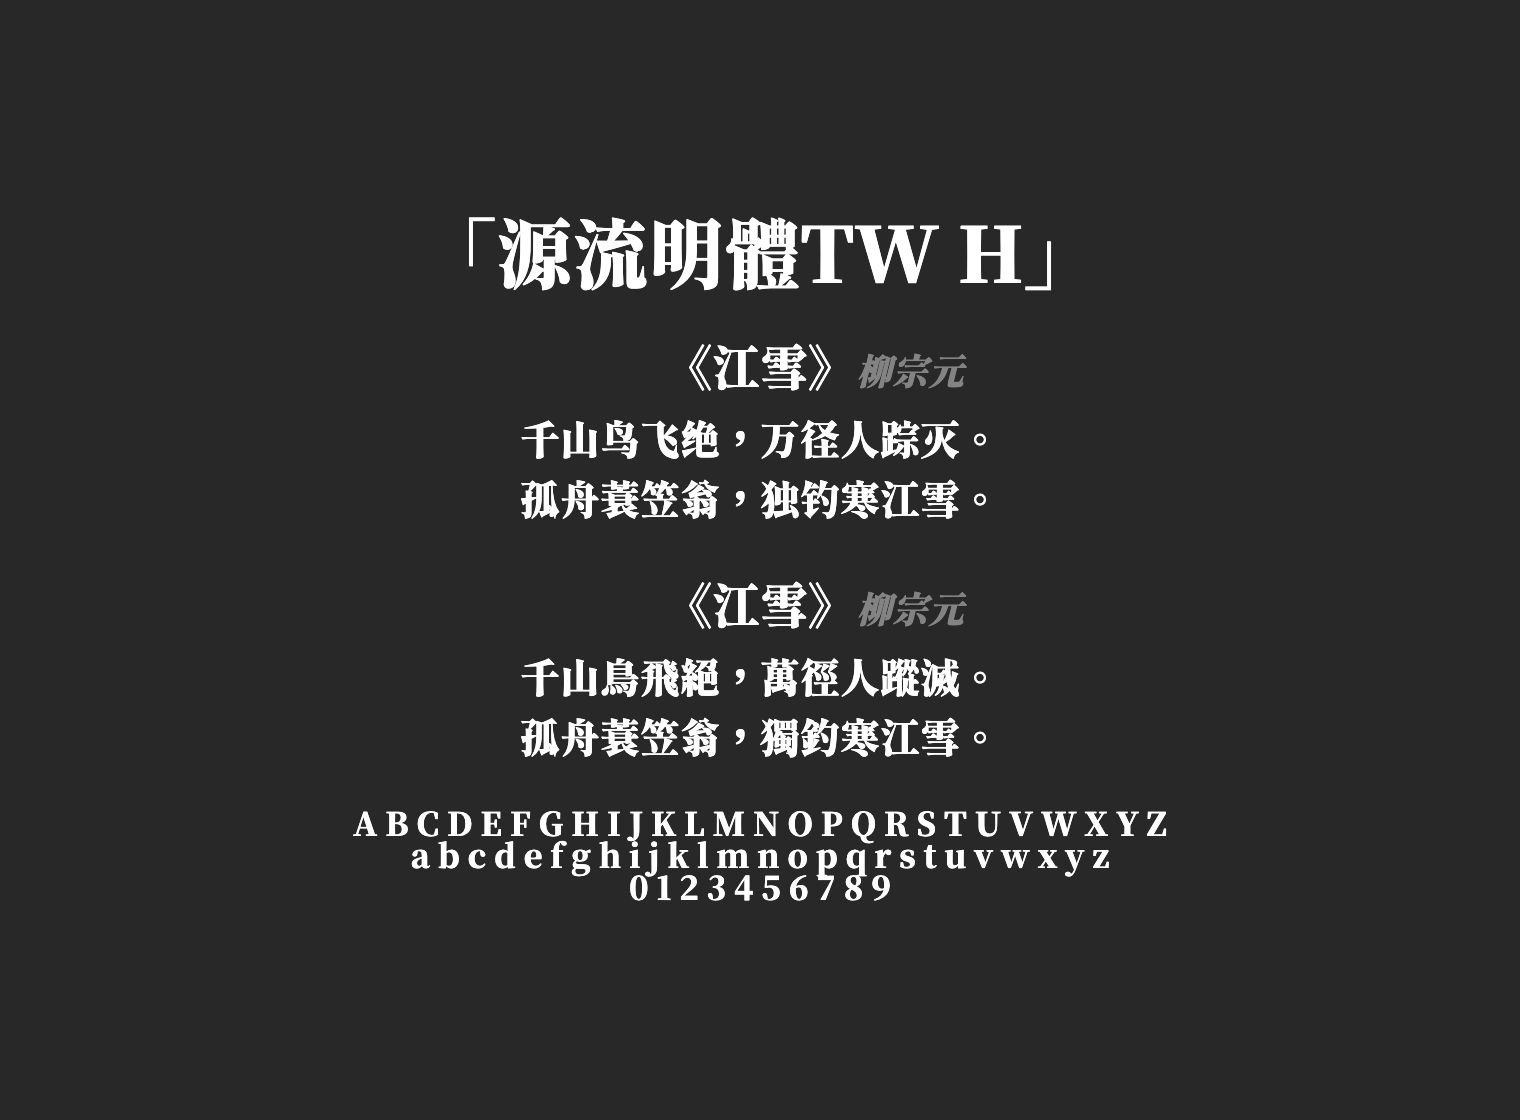 「源流明體TW H」
《江雪》 柳宗元
千山鸟飞绝，万径人踪灭。
孤舟蓑笠翁，独钓寒江雪。
《江雪》 柳宗元
千山鳥飛絕，萬徑人蹤滅。
孤舟蓑笠翁，獨釣寒江雪。
A B C D E F G H I J K L M N O P Q R S T U V W X Y Z
a b c d e f g h i j k l m n o p q r s t u v w x y z
0 1 2 3 4 5 6 7 8 9